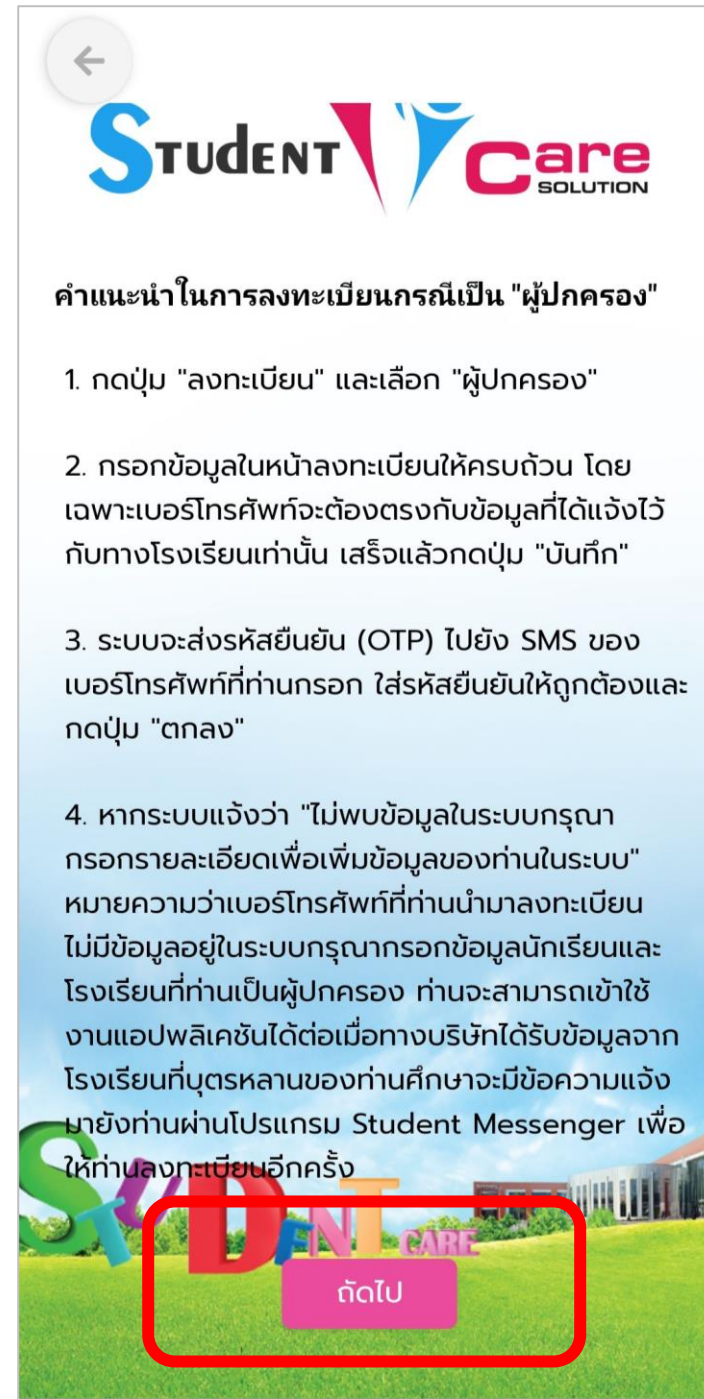 STUDENT Care
SOLUTION
คำแนะนำในการลงทะเบียนกรณีเป็น "ผู้ปกครอง"
1. กดปุ่ม "ลงทะเบียน" และเลือก "ผู้ปกครอง"
2. กรอกข้อมูลในหน้าลงทะเบียนให้ครบถ้วน โดย
เฉพาะเบอร์โทรศัพท์จะต้องตรงกับข้อมูลที่ได้แจ้งไว้
กับทางโรงเรียนเท่านั้น เสร็จแล้วกดปุ่ม "บันทึก"
3. ระบบจะส่งรหัสยืนยัน (OTP) ไปยัง SMS ของ
เบอร์โทรศัพท์ที่ท่านกรอก ใส่รหัสยืนยันให้ถูกต้องและ
กดปุ่ม "ตกลง"
4. หากระบบแจ้งว่า "ไม่พบข้อมูลในระบบกรุณา
กรอกรายละเอียดเพื่อเพิ่มข้อมูลของท่านในระบบ"
หมายความว่าเบอร์โทรศัพท์ที่ท่านนำมาลงทะเบียน
ไม่มีข้อมูลอยู่ในระบบกรุณากรอกข้อมูลนักเรียนและ
โรงเรียนที่ท่านเป็นผู้ปกครอง ท่านจะสามารถเข้าใช้
งานแอปพลิเคชันได้ต่อเมื่อทางบริษัทได้รับข้อมูลจาก
โรงเรียนที่บุตรหลานของท่านศึกษาจะมีข้อความแจ้ง
มายังท่านผ่านโปรแกรม Student Messenger เพื่อ
ให้ท่านลงทะเบียนอีกครั้ง
STUDENT CARE
ถัดไป